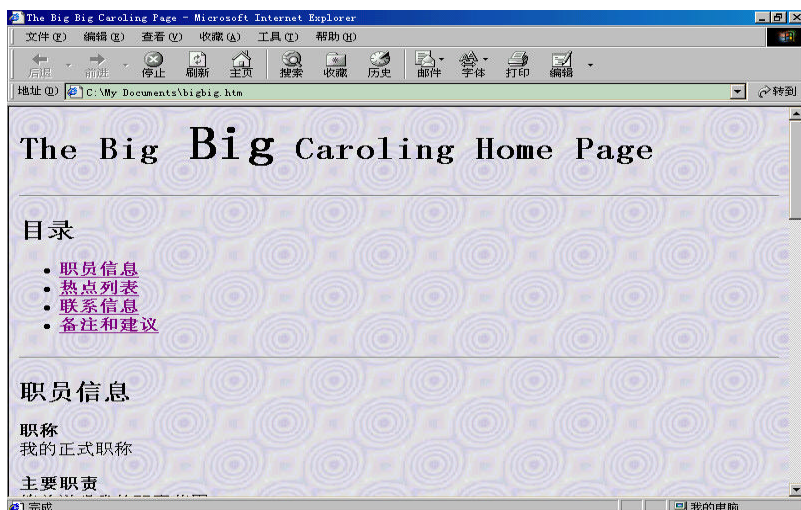 The Big Big Caroling Page - Microsoft Internet Explorer
文件(F) 编辑(E) 查看(V) 收藏(A) 工具(T) 帮助(H)
后退 前进 停止 刷新 主页 搜索 收藏 历史 邮件 字体 打印 编辑
地址(D) C:\My Documents\bigbig.htm 转到
The Big Big Caroling Home Page
目录
职员信息
热点列表
联系信息
备注和建议
职员信息
职称
我的正式职称
主要职责
完成 我的电脑